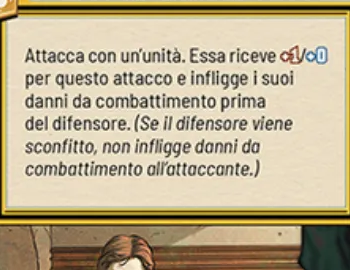 Attacca con un'unità. Essa riceve +1/+0
per questo attacco e infligge i suoi
danni da combattimento prima
del difensore. (Se il difensore viene
sconfitto, non infligge danni da
combattimento all'attaccante.)